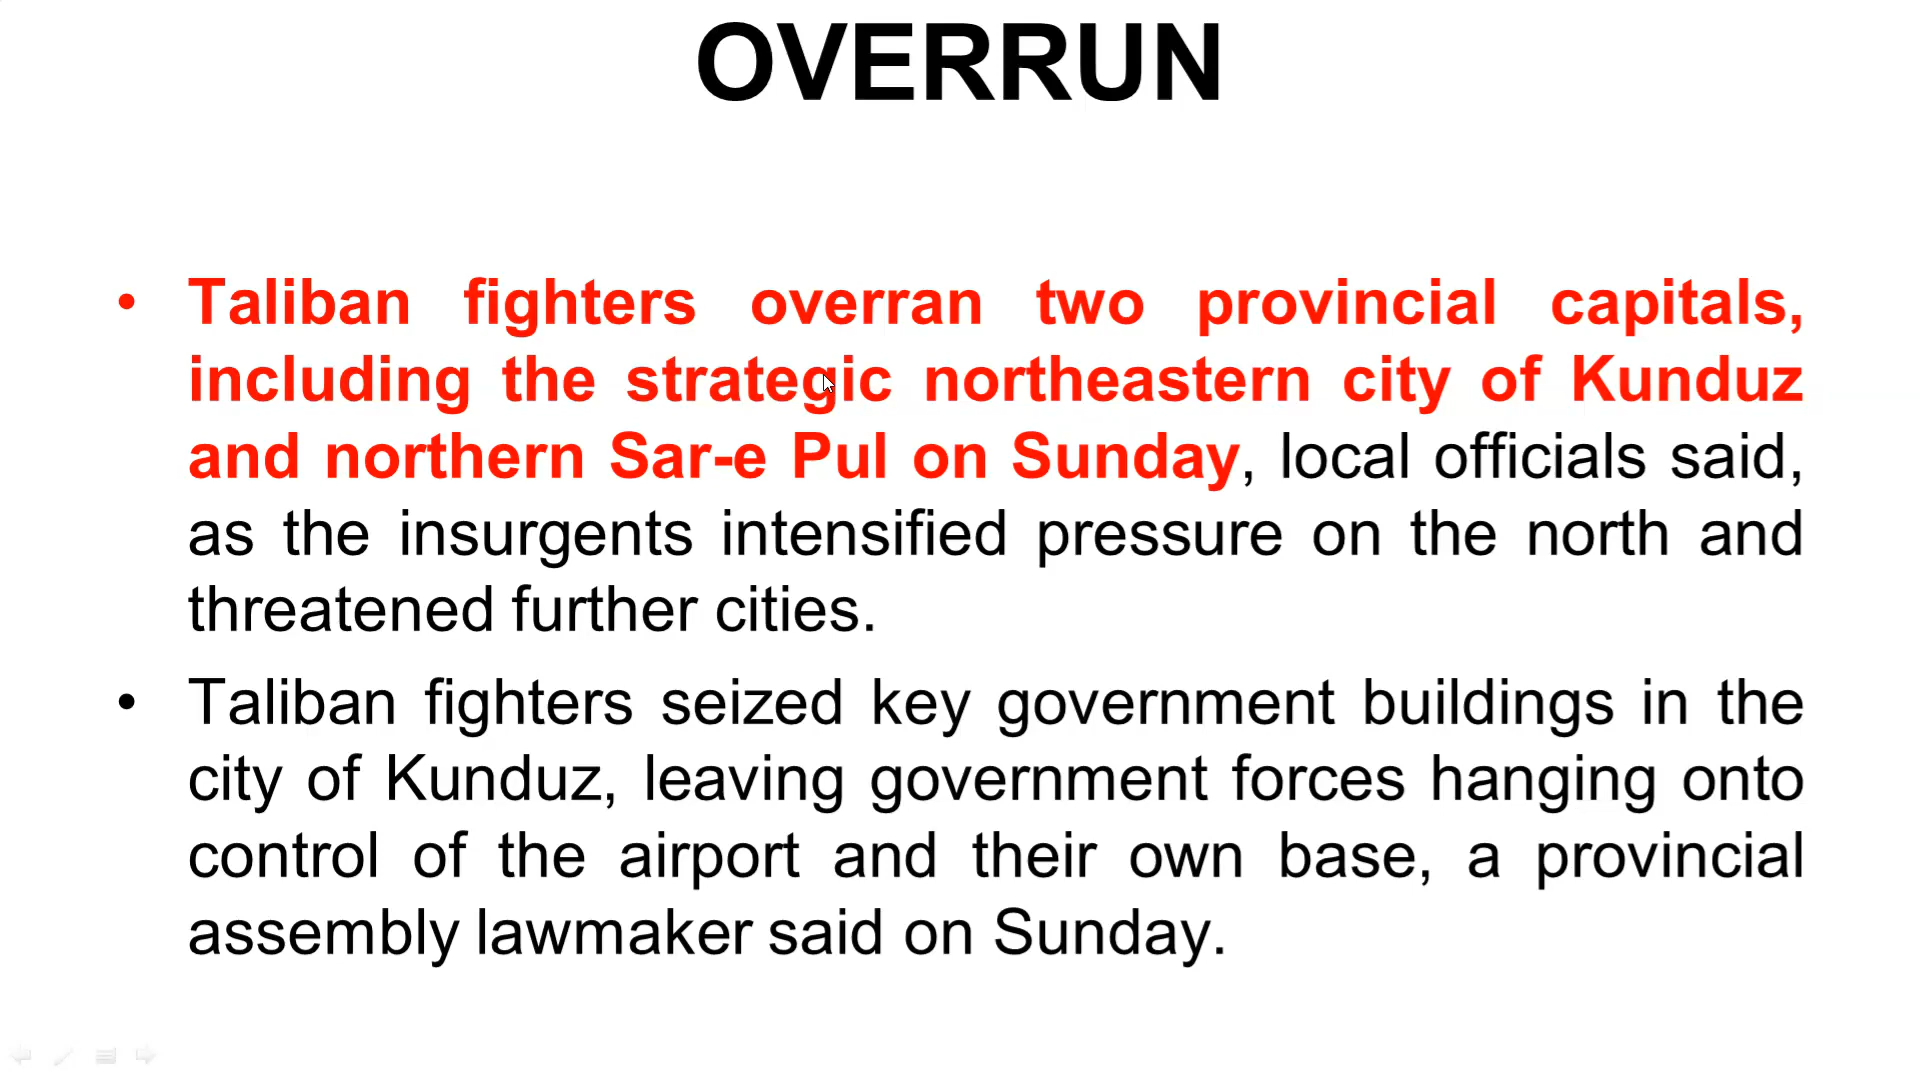 OVERRUN
• Taliban fighters overran two provincial capitals,
including the strategic northeastern city of Kunduz
and northern Sar-e Pul on Sunday, local officials said,
as the insurgents intensified pressure on the north and
threatened further cities.
• Taliban fighters seized key government buildings in the
city of Kunduz, leaving government forces hanging onto
control of the airport and their own base, a provincial
assembly lawmaker said on Sunday.